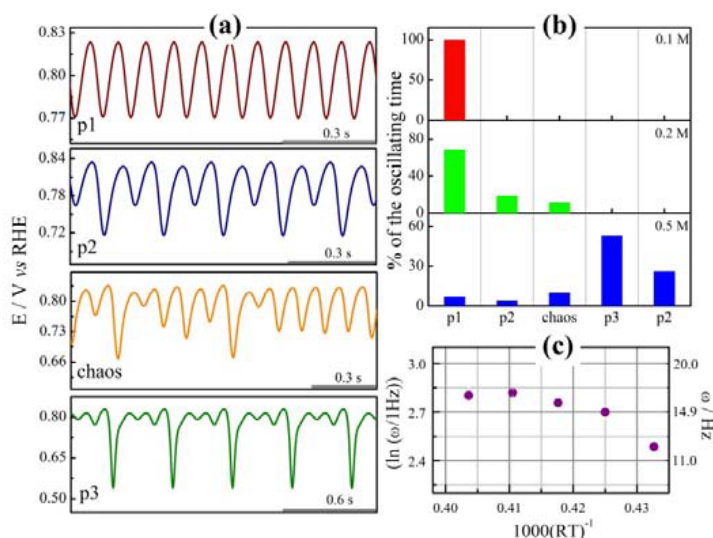 (a)
E / V vs RHE
0.83
0.80
0.77
p1
0.3 s
0.84
0.78
0.72
p2
0.3 s
0.80
0.73
0.66
chaos
0.3 s
0.80
0.65
0.50
p3
0.6 s
(b)
% of the oscillating time
100
50
0
0.1 M
80
40
0
0.2 M
60
30
0
0.5 M
p1 p2 chaos p3 p2
(c)
(ln (ω/1Hz))
3.0
2.7
2.4
20.0
14.9
11.0
ω / Hz
0.40 0.41 0.42 0.43
1000(RT)⁻¹